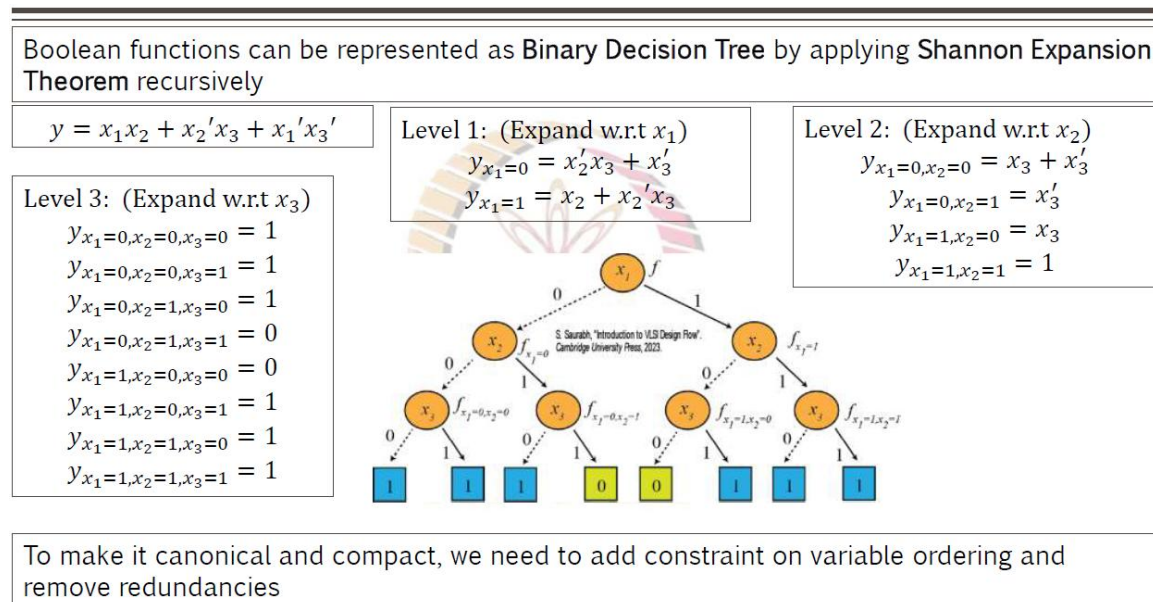 Boolean functions can be represented as Binary Decision Tree by applying Shannon Expansion
Theorem recursively
y = x₁x₂ + x₂′x₃ + x₁′x₃′
Level 1: (Expand w.r.t x₁)
y_{x₁=0} = x₂′x₃ + x₃′
y_{x₁=1} = x₂ + x₂′x₃
Level 2: (Expand w.r.t x₂)
y_{x₁=0,x₂=0} = x₃ + x₃′
y_{x₁=0,x₂=1} = x₃′
y_{x₁=1,x₂=0} = x₃
y_{x₁=1,x₂=1} = 1
Level 3: (Expand w.r.t x₃)
y_{x₁=0,x₂=0,x₃=0} = 1
y_{x₁=0,x₂=0,x₃=1} = 1
y_{x₁=0,x₂=1,x₃=0} = 1
y_{x₁=0,x₂=1,x₃=1} = 0
y_{x₁=1,x₂=0,x₃=0} = 0
y_{x₁=1,x₂=0,x₃=1} = 1
y_{x₁=1,x₂=1,x₃=0} = 1
y_{x₁=1,x₂=1,x₃=1} = 1
x₁ f
0 1
S. Saurabh, "Introduction to VLSI Design Flow".
Cambridge University Press, 2023.
x₂ f_{x₁=0} x₂ f_{x₁=1}
0 1 0 1
x₃ f_{x₁=0,x₂=0} x₃ f_{x₁=0,x₂=1} x₃ f_{x₁=1,x₂=0} x₃ f_{x₁=1,x₂=1}
0 1 0 1 0 1 0 1
1 1 1 0 0 1 1 1
To make it canonical and compact, we need to add constraint on variable ordering and
remove redundancies